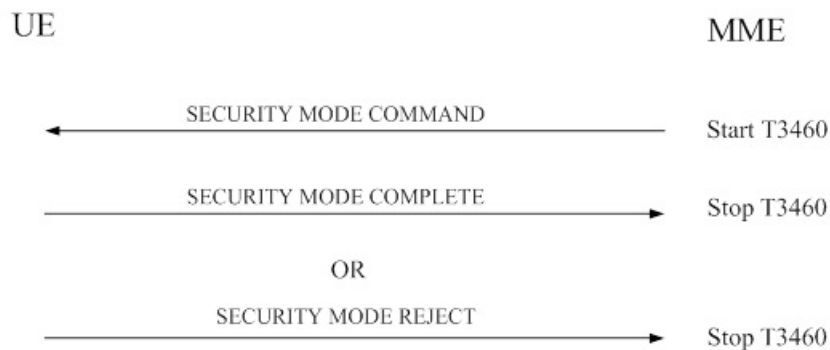 UE
MME
SECURITY MODE COMMAND
Start T3460
SECURITY MODE COMPLETE
Stop T3460
OR
SECURITY MODE REJECT
Stop T3460